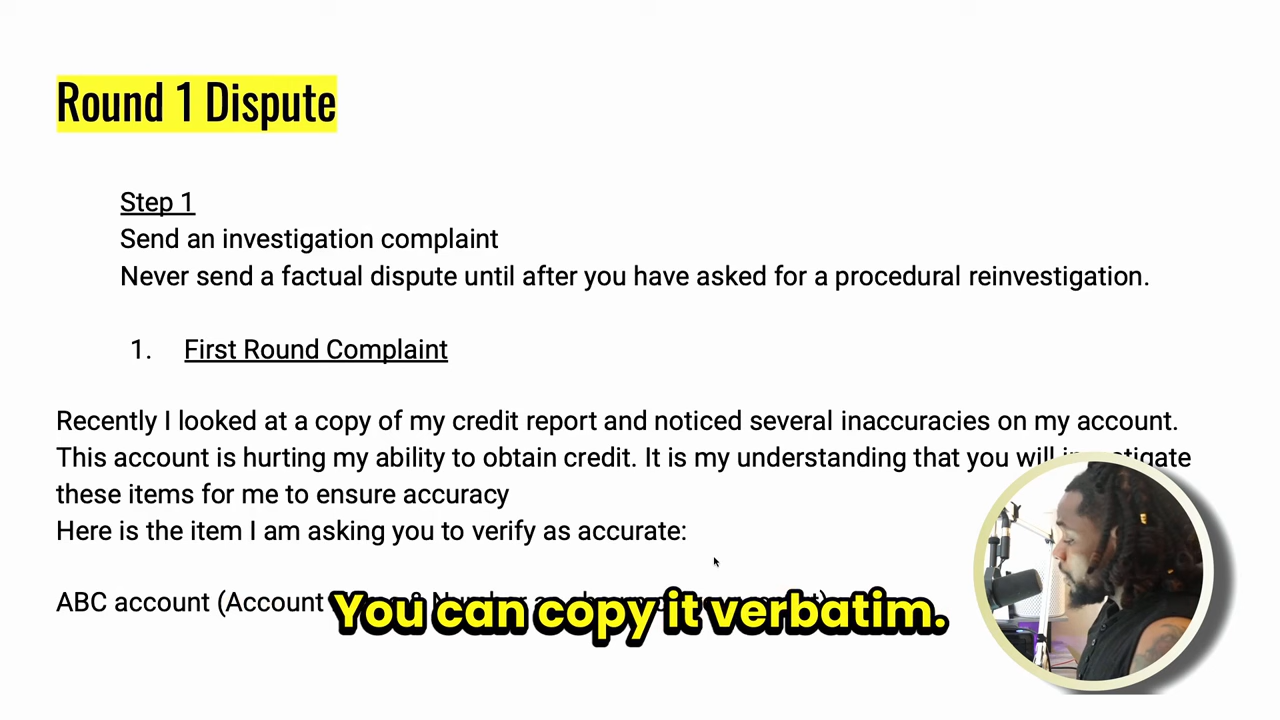 Round 1 Dispute
Step 1
Send an investigation complaint
Never send a factual dispute until after you have asked for a procedural reinvestigation.
1. First Round Complaint
Recently I looked at a copy of my credit report and noticed several inaccuracies on my account.
This account is hurting my ability to obtain credit. It is my understanding that you will investigate
these items for me to ensure accuracy
Here is the item I am asking you to verify as accurate:
ABC account (Account
You can copy it verbatim.